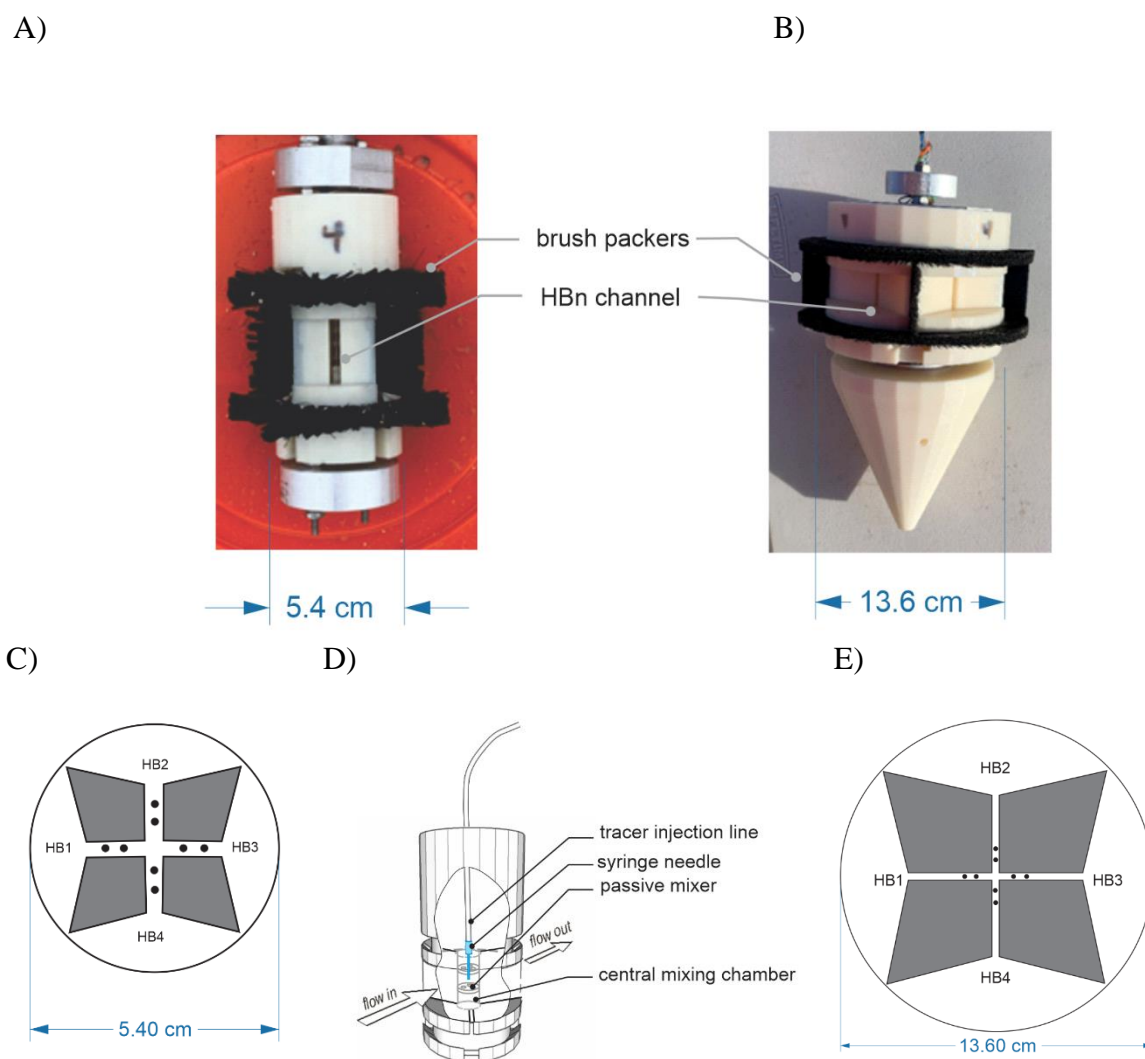 A)
B)
4
brush packers
HBn channel
5.4 cm
13.6 cm
C)
D)
E)
HB2
HB1
HB3
HB4
5.40 cm
tracer injection line
syringe needle
passive mixer
flow out
central mixing chamber
flow in
HB2
HB1
HB3
HB4
13.60 cm